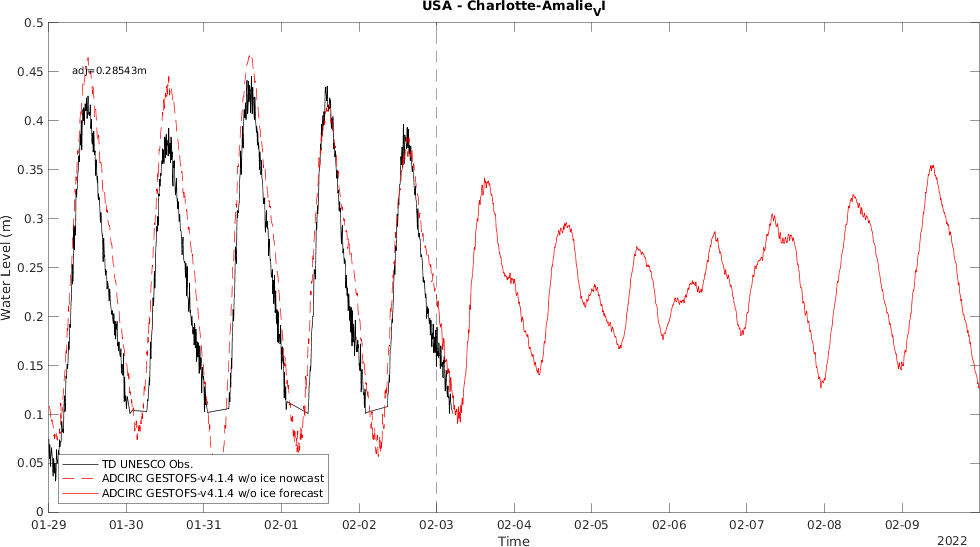 USA - Charlotte-Amalie_VI
0.5
0.45
0.4
0.35
0.3
0.25
0.2
0.15
0.1
0.05
0
Water Level (m)
adj=0.28543m
TD UNESCO Obs.
ADCIRC GESTOFS-v4.1.4 w/o ice nowcast
ADCIRC GESTOFS-v4.1.4 w/o ice forecast
01-29 01-30 01-31 02-01 02-02 02-03 02-04 02-05 02-06 02-07 02-08 02-09
Time
2022